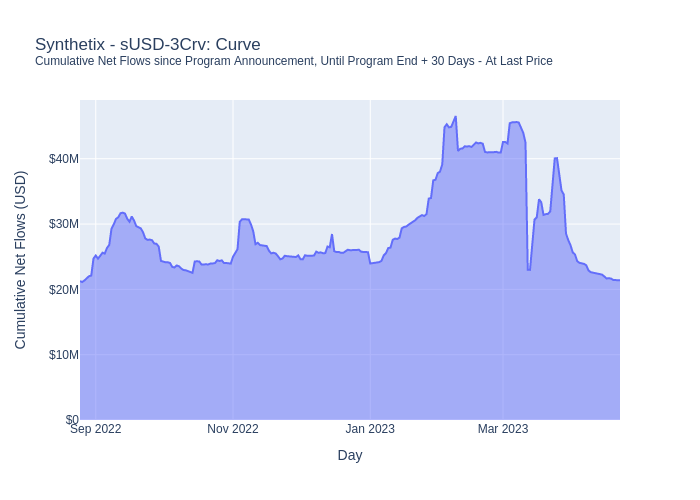 Synthetix - sUSD-3Crv: Curve
Cumulative Net Flows since Program Announcement, Until Program End + 30 Days - At Last Price
Cumulative Net Flows (USD)
$40M
$30M
$20M
$10M
$0
Sep 2022
Nov 2022
Jan 2023
Mar 2023
Day